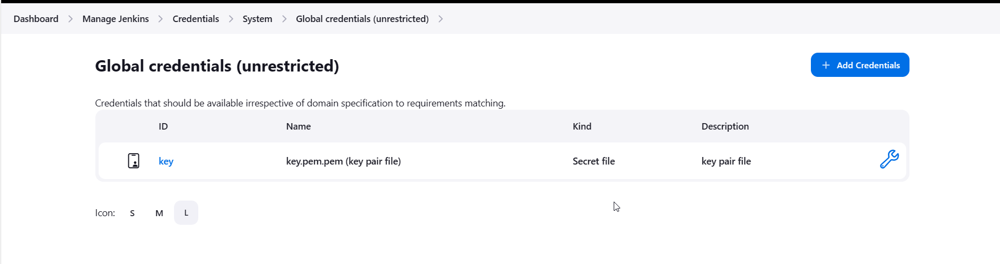 Dashboard > Manage Jenkins > Credentials > System > Global credentials (unrestricted) >
Global credentials (unrestricted)
+ Add Credentials
Credentials that should be available irrespective of domain specification to requirements matching.
ID Name Kind Description
key key.pem.pem (key pair file) Secret file key pair file
Icon: S M L